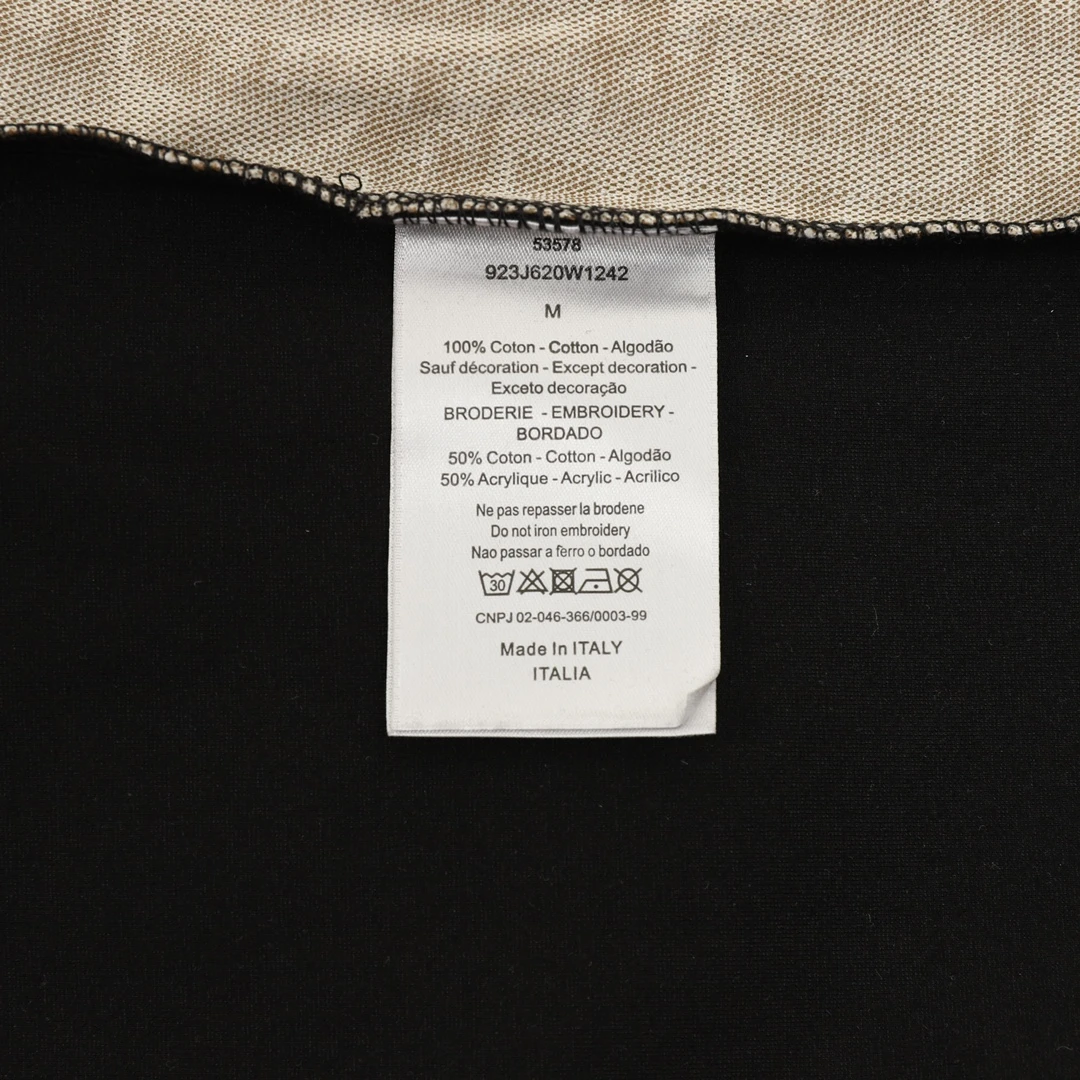 53578
923J620W1242
M
100% Coton - Cotton - Algodão
Sauf décoration - Except decoration -
Exceto decoração
BRODERIE - EMBROIDERY -
BORDADO
50% Coton - Cotton - Algodão
50% Acrylique - Acrylic - Acrilico
Ne pas repasser la brodene
Do not iron embroidery
Nao passar a ferro o bordado
30
CNPJ 02-046-366/0003-99
Made In ITALY
ITALIA